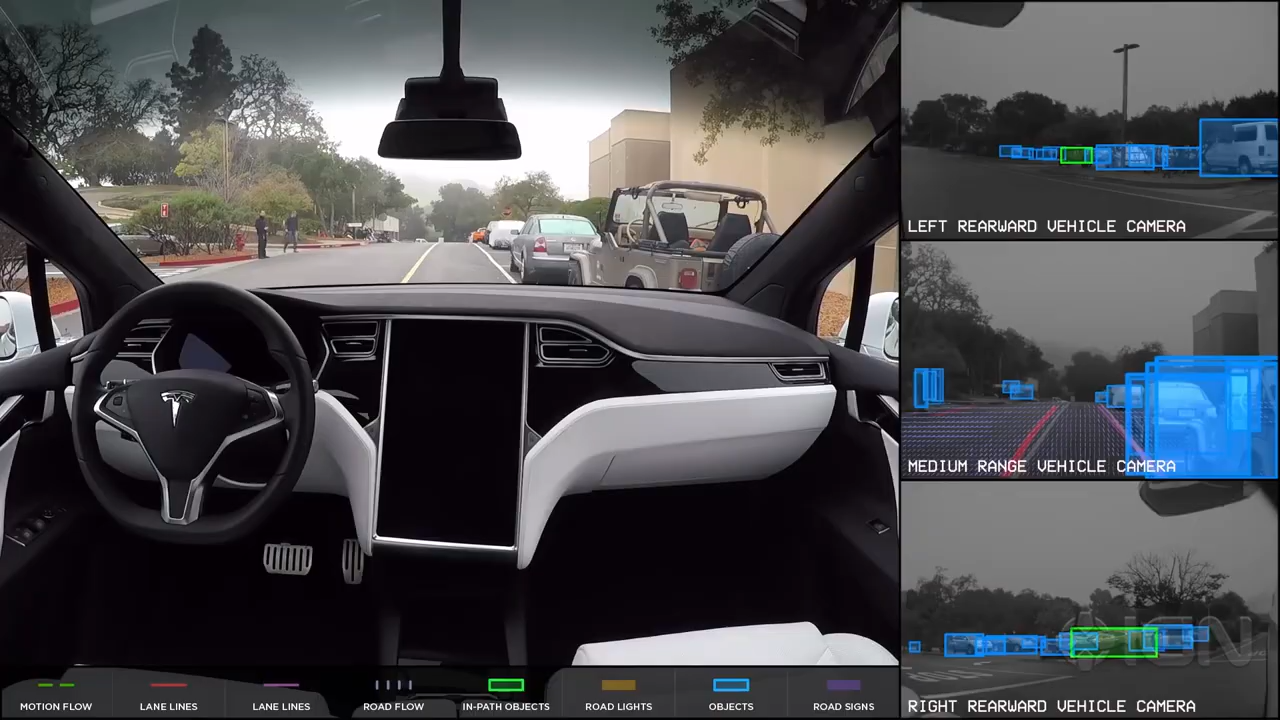 LEFT REARWARD VEHICLE CAMERA
MEDIUM RANGE VEHICLE CAMERA
IGN
RIGHT REARWARD VEHICLE CAMERA
MOTION FLOW
LANE LINES
LANE LINES
ROAD FLOW
IN-PATH OBJECTS
ROAD LIGHTS
OBJECTS
ROAD SIGNS